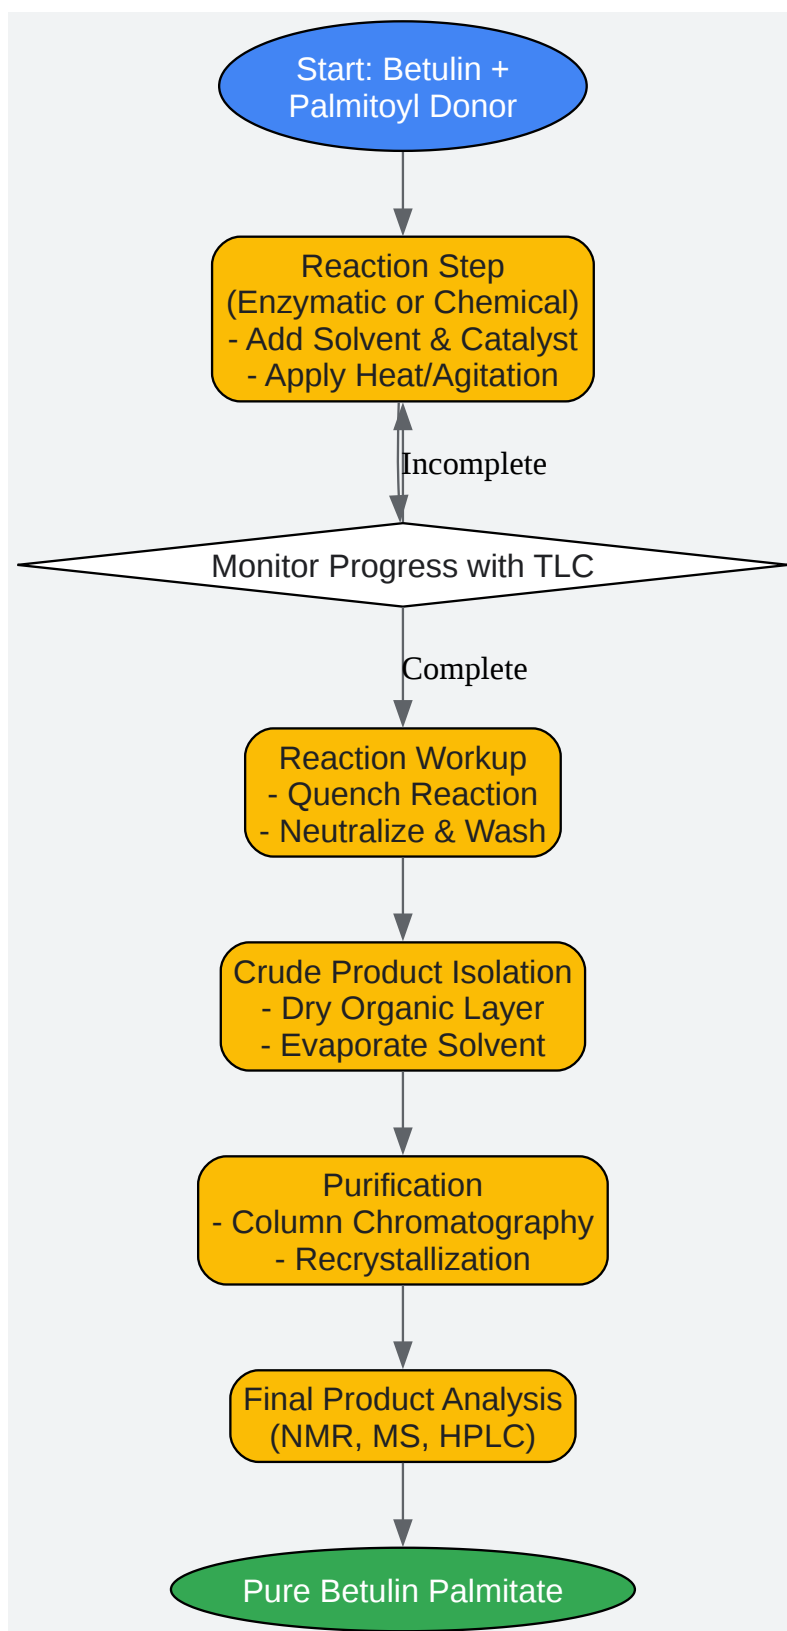 Start: Betulin +
Palmitoyl Donor
Reaction Step
(Enzymatic or Chemical)
- Add Solvent & Catalyst
- Apply Heat/Agitation
Incomplete
Monitor Progress with TLC
Complete
Reaction Workup
- Quench Reaction
- Neutralize & Wash
Crude Product Isolation
- Dry Organic Layer
- Evaporate Solvent
Purification
- Column Chromatography
- Recrystallization
Final Product Analysis
(NMR, MS, HPLC)
Pure Betulin Palmitate